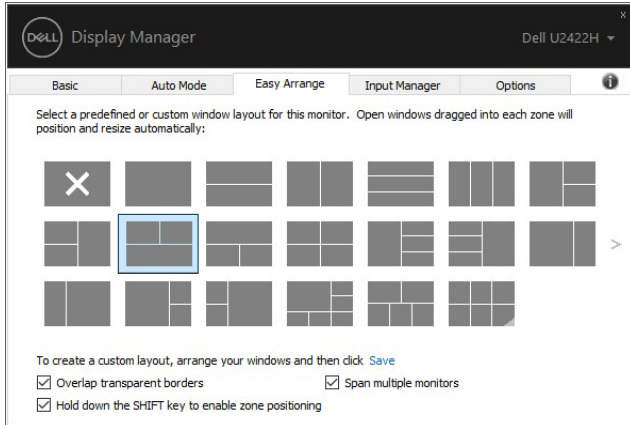 x
DELL Display Manager Dell U2422H
Basic Auto Mode Easy Arrange Input Manager Options i
Select a predefined or custom window layout for this monitor. Open windows dragged into each zone will
position and resize automatically:
>
To create a custom layout, arrange your windows and then click Save
Overlap transparent borders Span multiple monitors
Hold down the SHIFT key to enable zone positioning